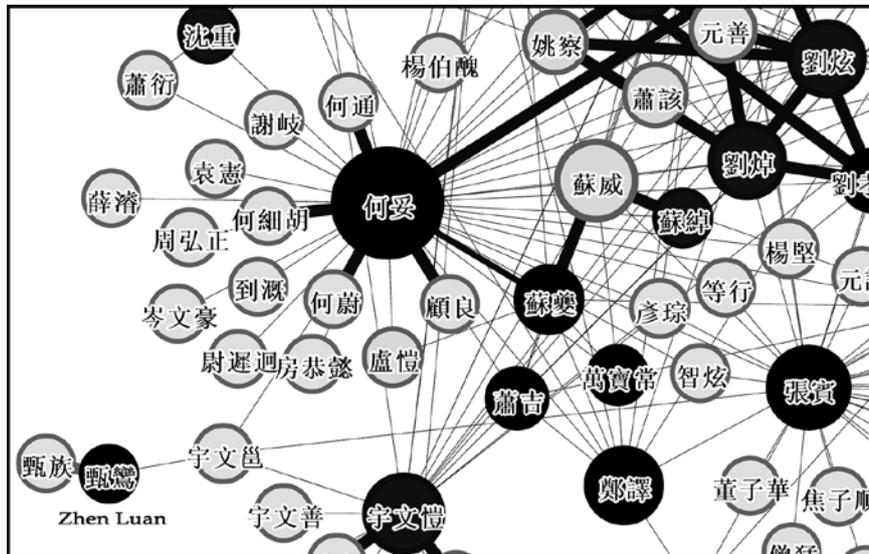 沈重
蕭衍
楊伯醜
姚察
元善
劉炫
何通
謝岐
蕭該
袁憲
劉焯
蘇威
薛濬
何妥
何細胡
蘇綽
周弘正
楊堅
到溉
何蔚
顧良
蘇夔
彥琮
等行
岑文豪
尉遲迥
房恭懿
盧愷
萬寶常
智炫
張賓
蕭吉
宇文邕
甄族
甄鸞
Zhen Luan
宇文善
宇文愷
鄭譯
董子華
焦子順